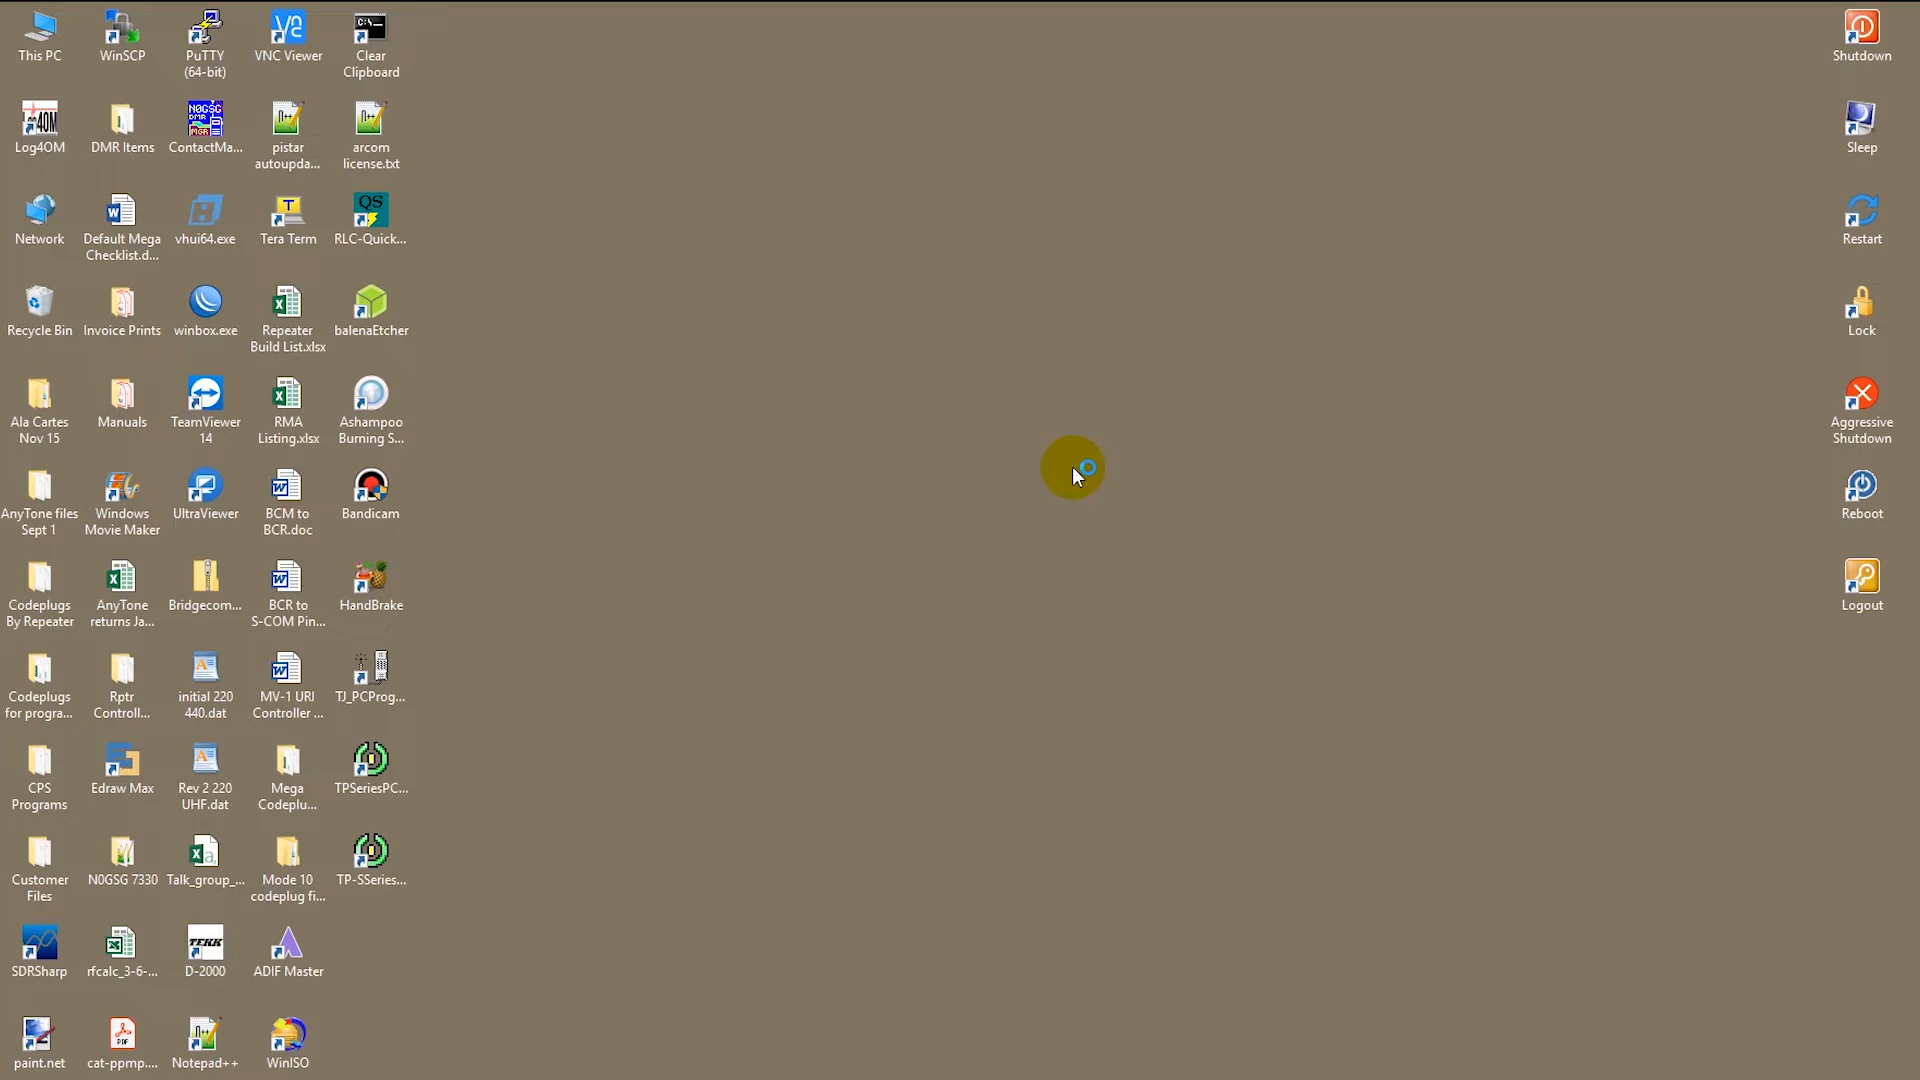 This PC
WinSCP
PuTTY
(64-bit)
VNC Viewer
Clear
Clipboard
Shutdown
Log4OM
DMR Items
ContactMa...
pistar
autoupda...
arcom
license.txt
Sleep
Network
Default Mega
Checklist.d...
vhui64.exe
Tera Term
RLC-Quick...
Restart
Recycle Bin
Invoice Prints
winbox.exe
Repeater
Build List.xlsx
balenaEtcher
Lock
Ala Cartes
Nov 15
Manuals
TeamViewer
14
RMA
Listing.xlsx
Ashampoo
Burning S...
Aggressive
Shutdown
AnyTone files
Sept 1
Windows
Movie Maker
UltraViewer
BCM to
BCR.doc
Bandicam
Reboot
Codeplugs
By Repeater
AnyTone
returns Ja...
Bridgecom...
BCR to
S-COM Pin...
HandBrake
Logout
Codeplugs
for progra...
Rptr
Controll...
initial 220
440.dat
MV-1 URI
Controller ...
TJ_PCProg...
CPS
Programs
Edraw Max
Rev 2 220
UHF.dat
Mega
Codeplu...
TPSeriesPC...
Customer
Files
N0GSG 7330
Talk_group_...
Mode 10
codeplug fi...
TP-SSeries...
SDRSharp
rfcalc_3-6-...
D-2000
ADIF Master
paint.net
cat-ppmp....
Notepad++
WinISO